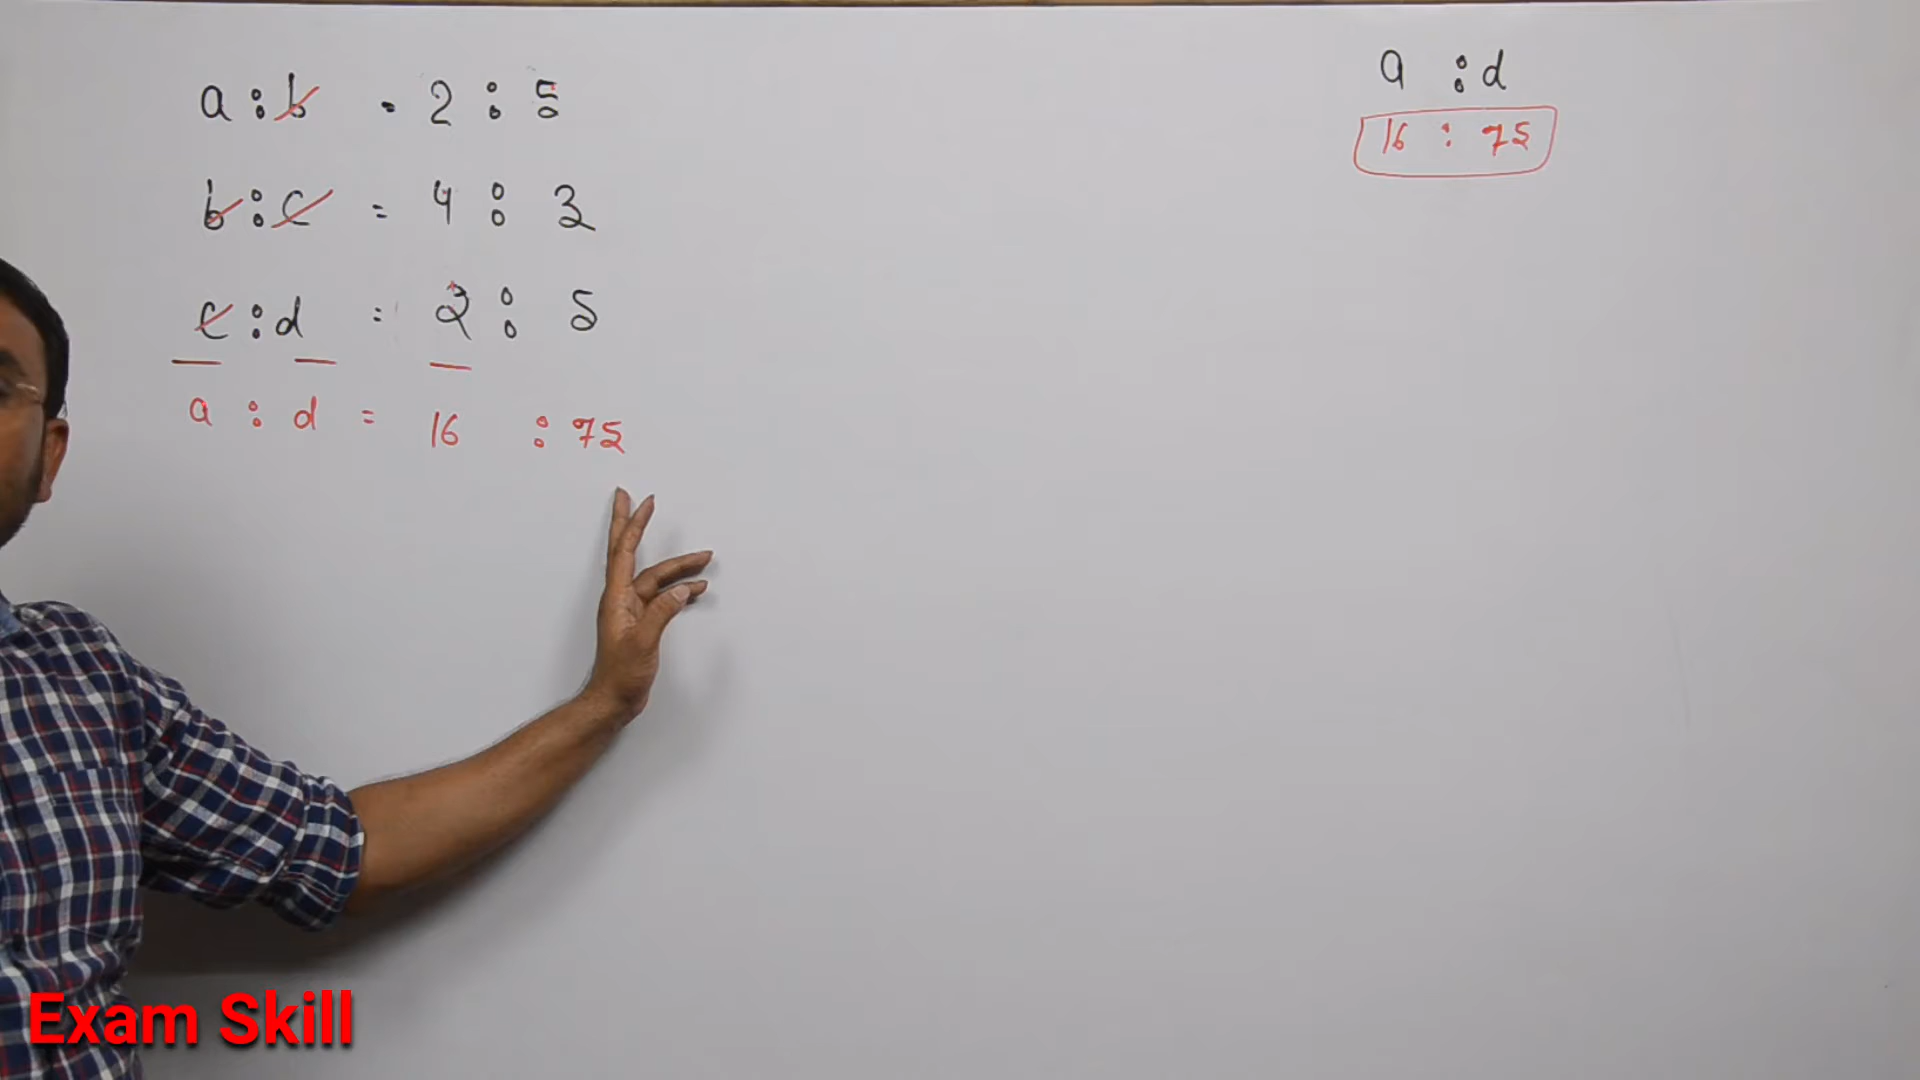 a : b = 2 : 5
b : c = 4 : 3
c : d = 2 : 5
a : d = 16 : 75
a : d
16 : 75
Exam Skill